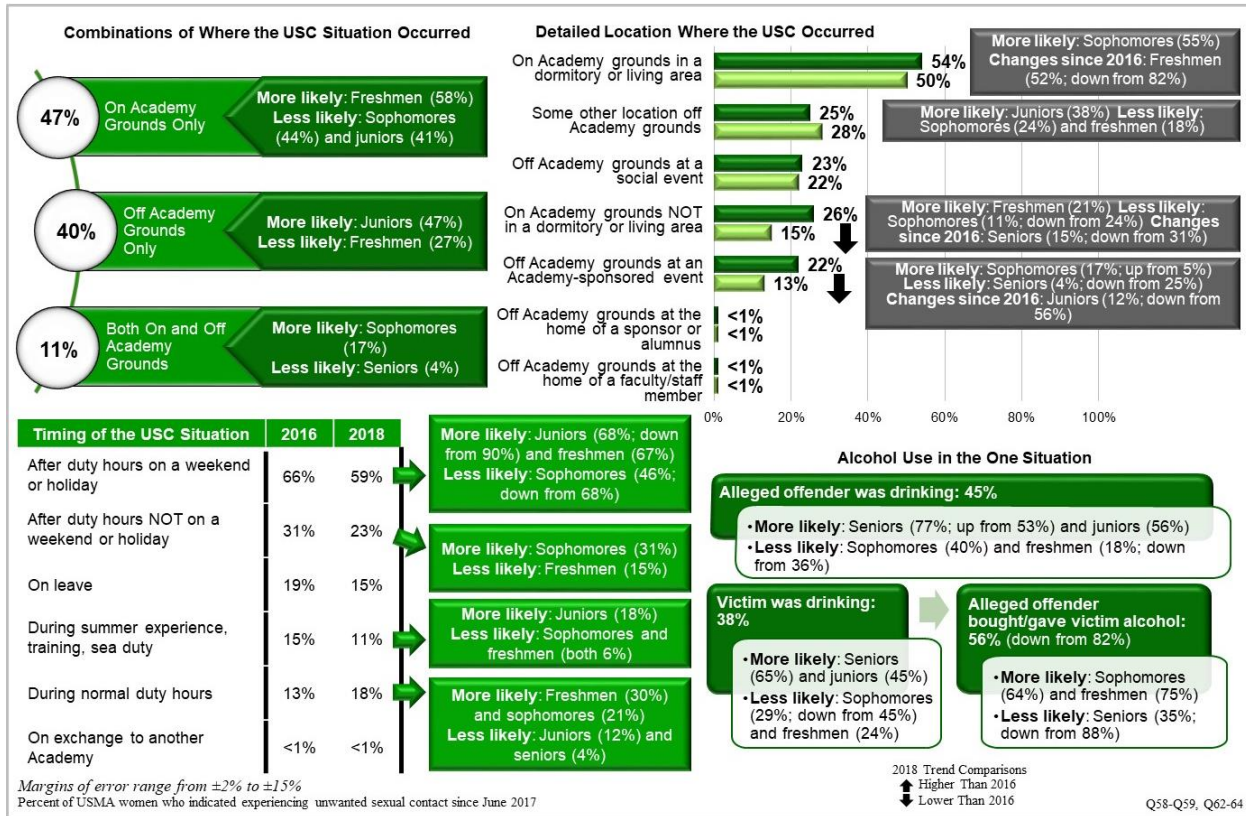 Combinations of Where the USC Situation Occurred
47%
On Academy
Grounds Only
More likely: Freshmen (58%)
Less likely: Sophomores
(44%) and juniors (41%)
40%
Off Academy
Grounds
Only
More likely: Juniors (47%)
Less likely: Freshmen (27%)
11%
Both On and Off
Academy
Grounds
More likely: Sophomores
(17%)
Less likely: Seniors (4%)
Detailed Location Where the USC Occurred
On Academy grounds in a
dormitory or living area
54%
50%
More likely: Sophomores (55%)
Changes since 2016: Freshmen
(52%; down from 82%)
Some other location off
Academy grounds
25%
28%
More likely: Juniors (38%) Less likely:
Sophomores (24%) and freshmen (18%)
Off Academy grounds at a
social event
23%
22%
On Academy grounds NOT
in a dormitory or living area
26%
15%
More likely: Freshmen (21%) Less likely:
Sophomores (11%; down from 24%) Changes
since 2016: Seniors (15%; down from 31%)
Off Academy grounds at an
Academy-sponsored event
22%
13%
More likely: Sophomores (17%; up from 5%)
Less likely: Seniors (4%; down from 25%)
Changes since 2016: Juniors (12%; down from
56%)
Off Academy grounds at the
home of a sponsor or
alumnus
<1%
<1%
Off Academy grounds at the
home of a faculty/staff
member
<1%
<1%
0% 20% 40% 60% 80% 100%
Timing of the USC Situation 2016 2018
After duty hours on a weekend
or holiday
66% 59%
More likely: Juniors (68%; down
from 90%) and freshmen (67%)
Less likely: Sophomores (46%;
down from 68%)
After duty hours NOT on a
weekend or holiday
31% 23%
More likely: Sophomores (31%)
Less likely: Freshmen (15%)
On leave 19% 15%
During summer experience,
training, sea duty
15% 11%
More likely: Juniors (18%)
Less likely: Sophomores and
freshmen (both 6%)
During normal duty hours 13% 18%
More likely: Freshmen (30%)
and sophomores (21%)
Less likely: Juniors (12%) and
seniors (4%)
On exchange to another
Academy
<1% <1%
Alcohol Use in the One Situation
Alleged offender was drinking: 45%
•More likely: Seniors (77%; up from 53%) and juniors (56%)
•Less likely: Sophomores (40%) and freshmen (18%; down
from 36%)
Victim was drinking:
38%
•More likely: Seniors
(65%) and juniors (45%)
•Less likely: Sophomores
(29%; down from 45%)
and freshmen (24%)
Alleged offender
bought/gave victim alcohol:
56% (down from 82%)
•More likely: Sophomores
(64%) and freshmen (75%)
•Less likely: Seniors (35%;
down from 88%)
Margins of error range from ±2% to ±15%
Percent of USMA women who indicated experiencing unwanted sexual contact since June 2017
2018 Trend Comparisons
Higher Than 2016
Lower Than 2016
Q58-Q59, Q62-64